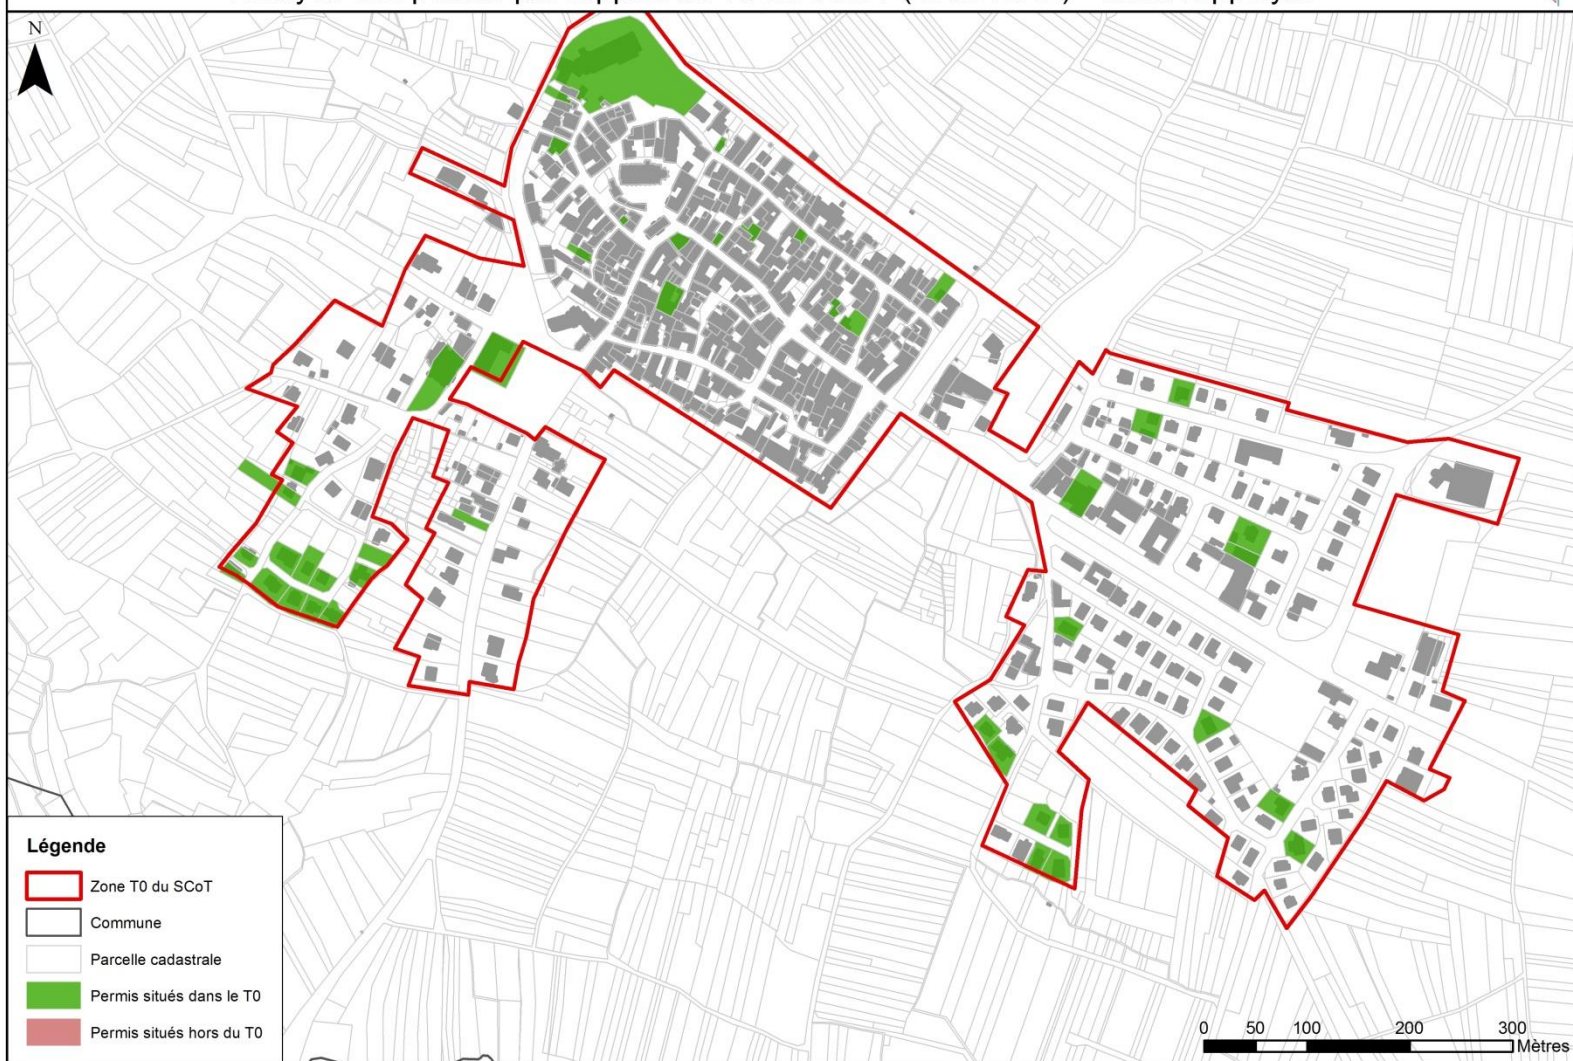 N
Légende
Zone T0 du SCoT
Commune
Parcelle cadastrale
Permis situés dans le T0
Permis situés hors du T0
0 50 100 200 300
Mètres